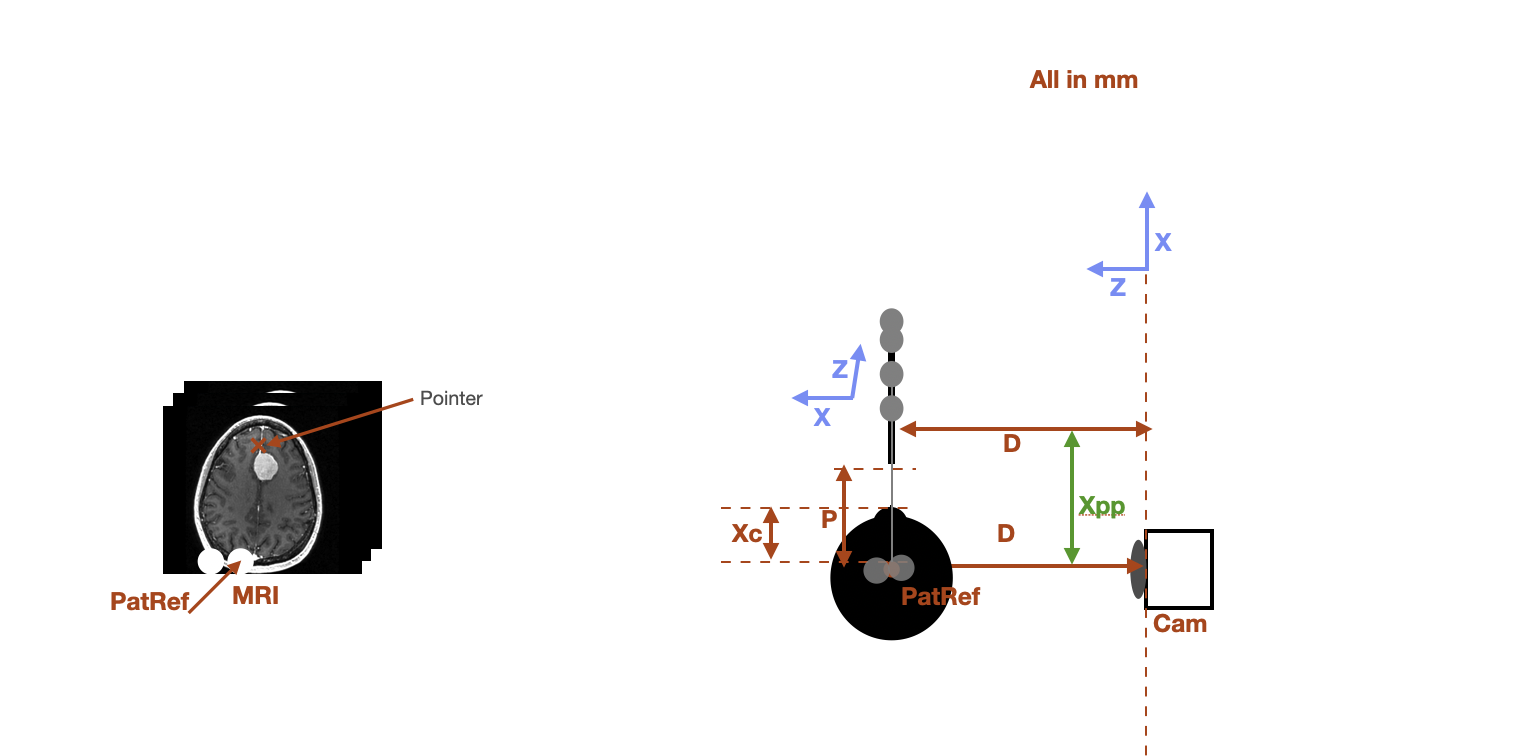 All in mm
X
Z
Z
X
Pointer
D
P
Xpp
Xc
D
PatRef
MRI
PatRef
Cam